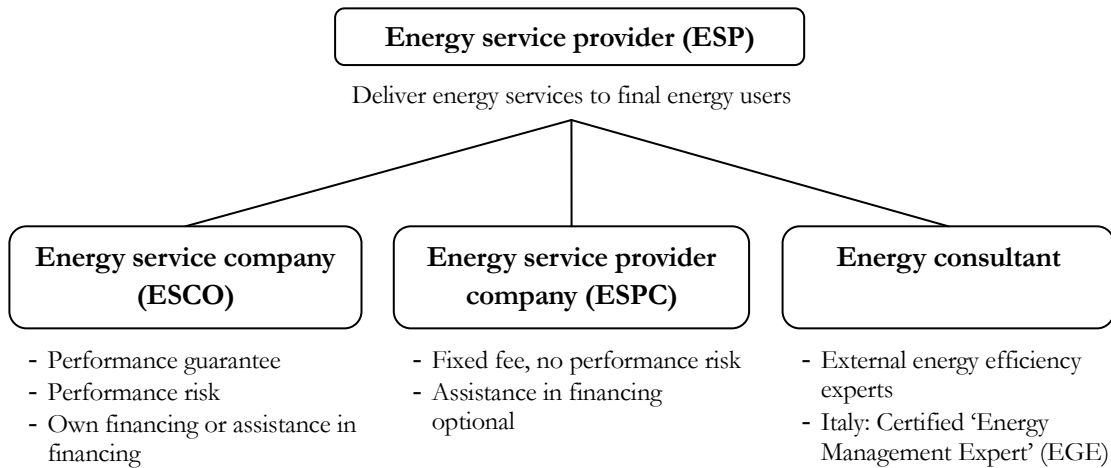 Energy service provider (ESP)
Deliver energy services to final energy users
Energy service company
(ESCO)
- Performance guarantee
- Performance risk
- Own financing or assistance in
financing
Energy service provider
company (ESPC)
- Fixed fee, no performance risk
- Assistance in financing
optional
Energy consultant
- External energy efficiency
experts
- Italy: Certified ‘Energy
Management Expert’ (EGE)